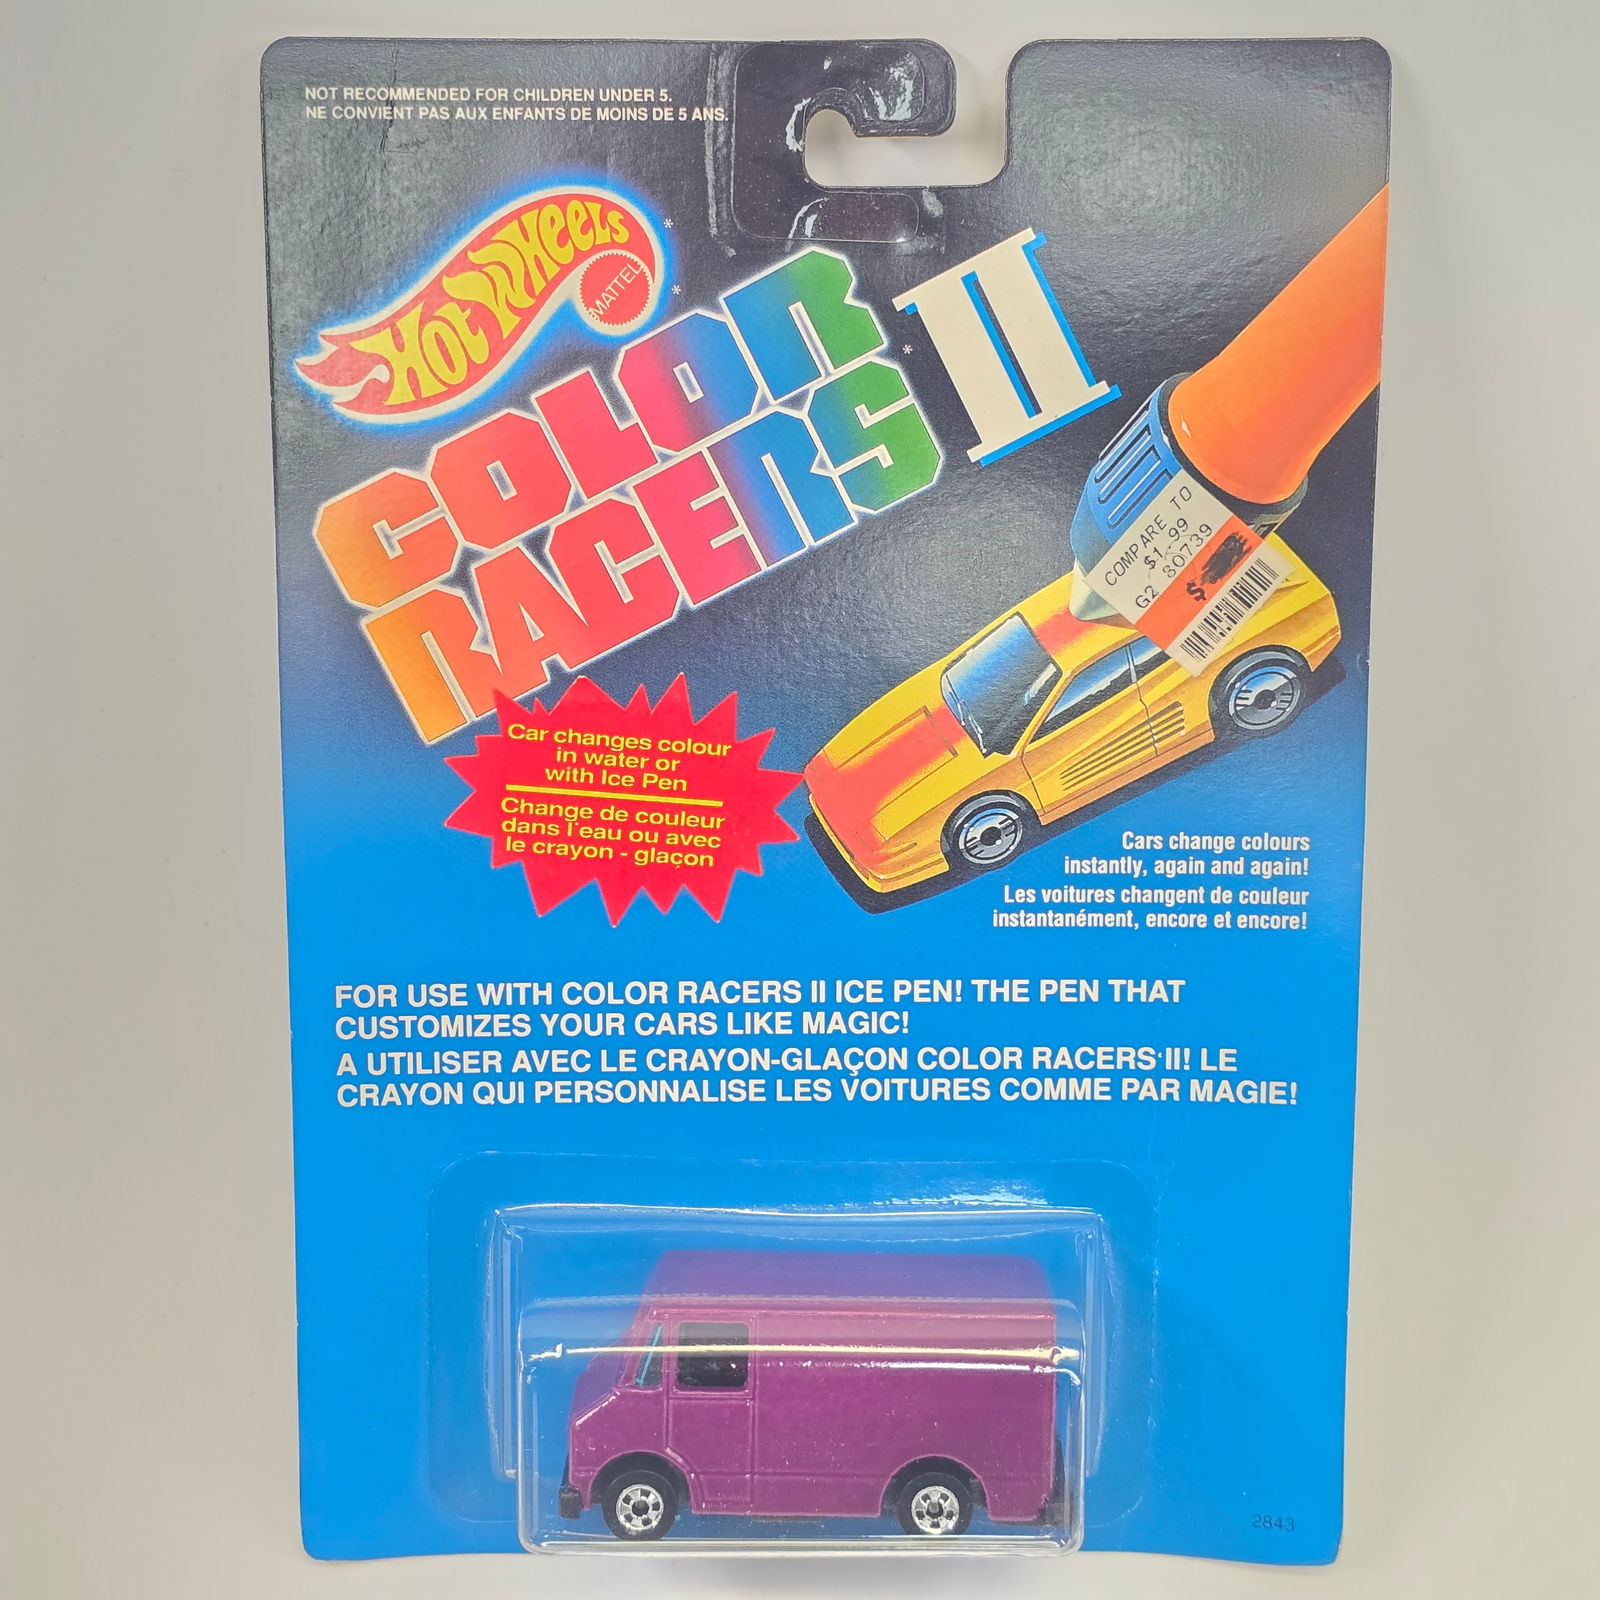 NOT RECOMMENDED FOR CHILDREN UNDER 5.
NE CONVIENT PAS AUX ENFANTS DE MOINS DE 5 ANS.
HOT WHEELS
MATTEL
COLOR
RACERS
II
COMPARE TO
$1.99
G2 80739
$
Car changes colour
in water or
with Ice Pen
Change de couleur
dans l'eau ou avec
le crayon - glaçon
Cars change colours
instantly, again and again!
Les voitures changent de couleur
instantanément, encore et encore!
FOR USE WITH COLOR RACERS II ICE PEN! THE PEN THAT
CUSTOMIZES YOUR CARS LIKE MAGIC!
A UTILISER AVEC LE CRAYON-GLAÇON COLOR RACERS II! LE
CRAYON QUI PERSONNALISE LES VOITURES COMME PAR MAGIE!
2843